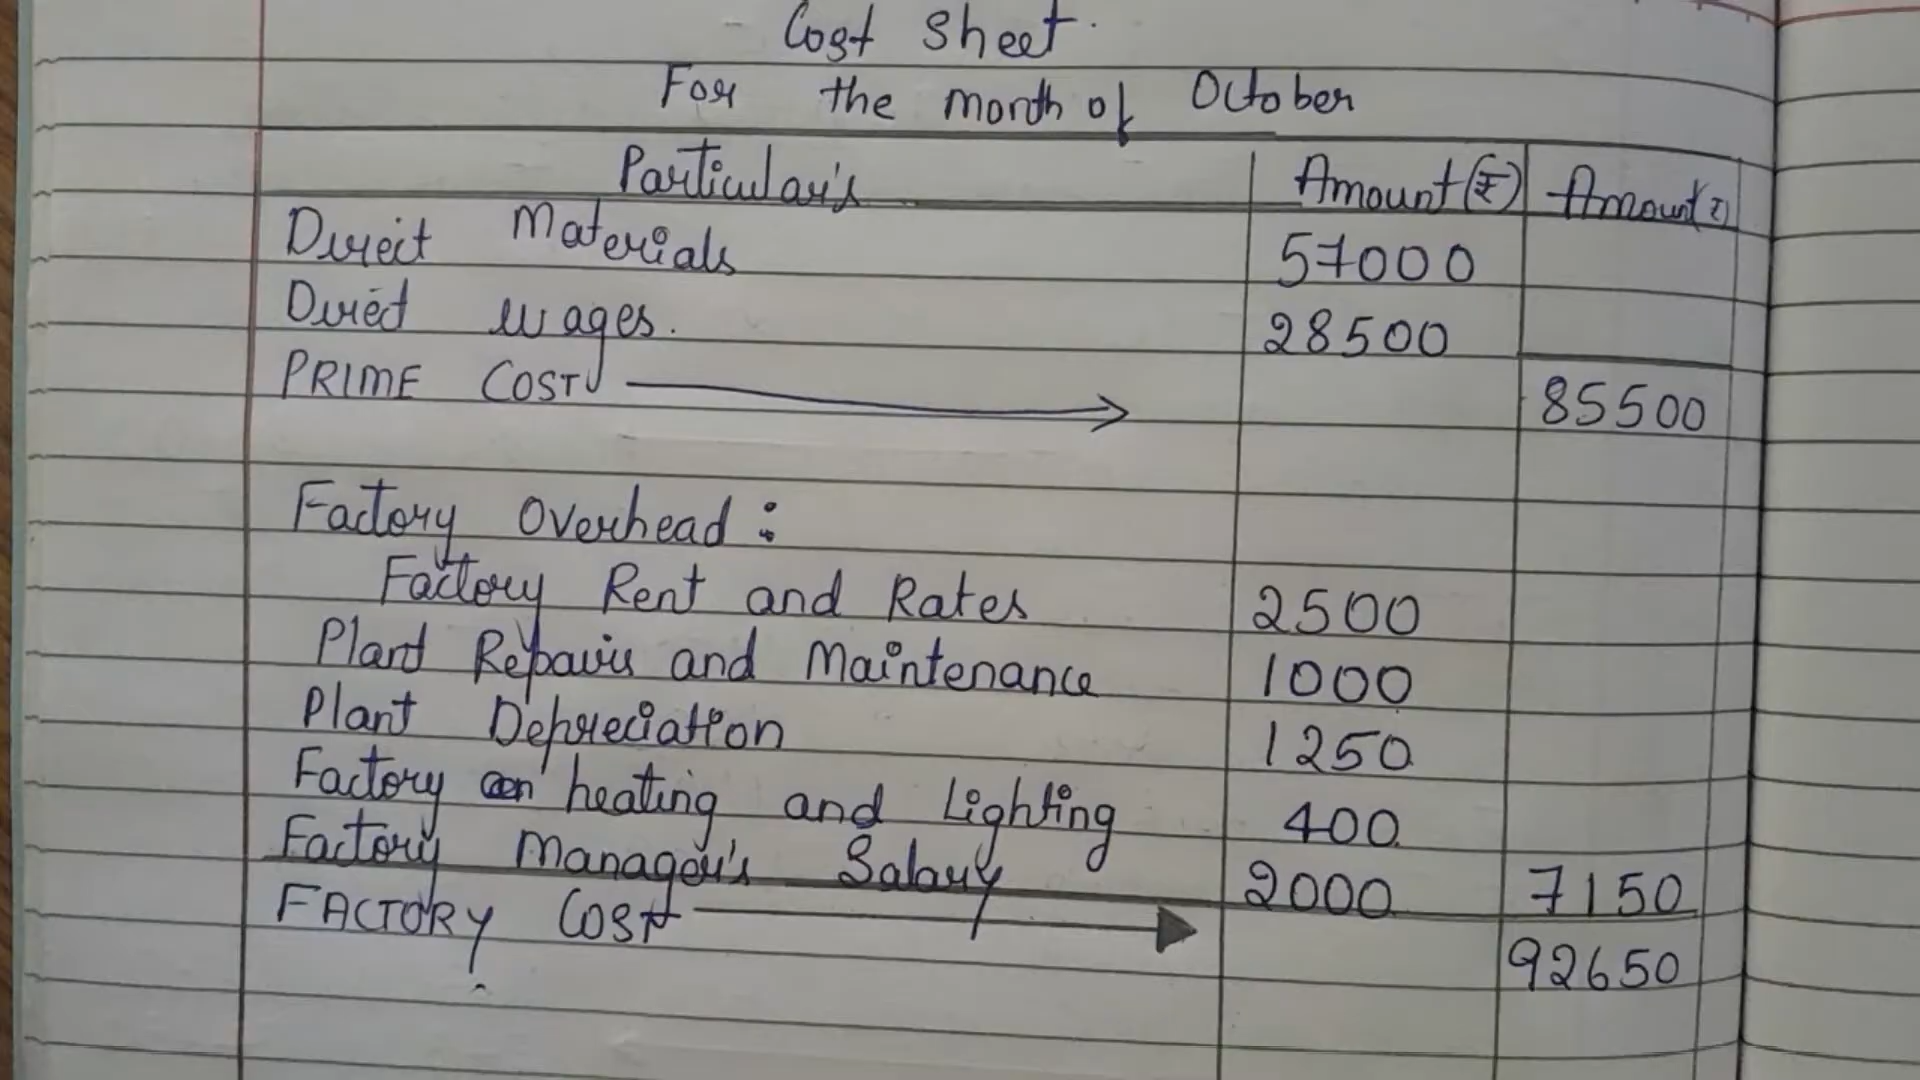 Cost Sheet
For the month of October
Particular's Amount(₹) Amount(₹)
Direct Materials 57000
Direct wages. 28500
PRIME COST 85500
Factory Overhead :
Factory Rent and Rates 2500
Plant Repairs and Maintenance 1000
Plant Depreciation 1250
Factory heating and Lighting 400
Factory Manager's Salary 2000 7150
FACTORY COST 92650